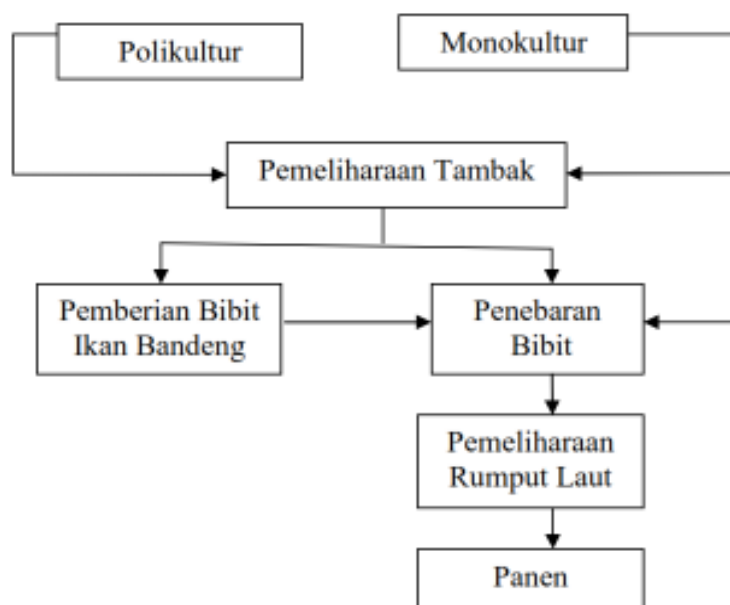 Polikultur
Monokultur
Pemeliharaan Tambak
Pemberian Bibit
Ikan Bandeng
Penebaran
Bibit
Pemeliharaan
Rumput Laut
Panen